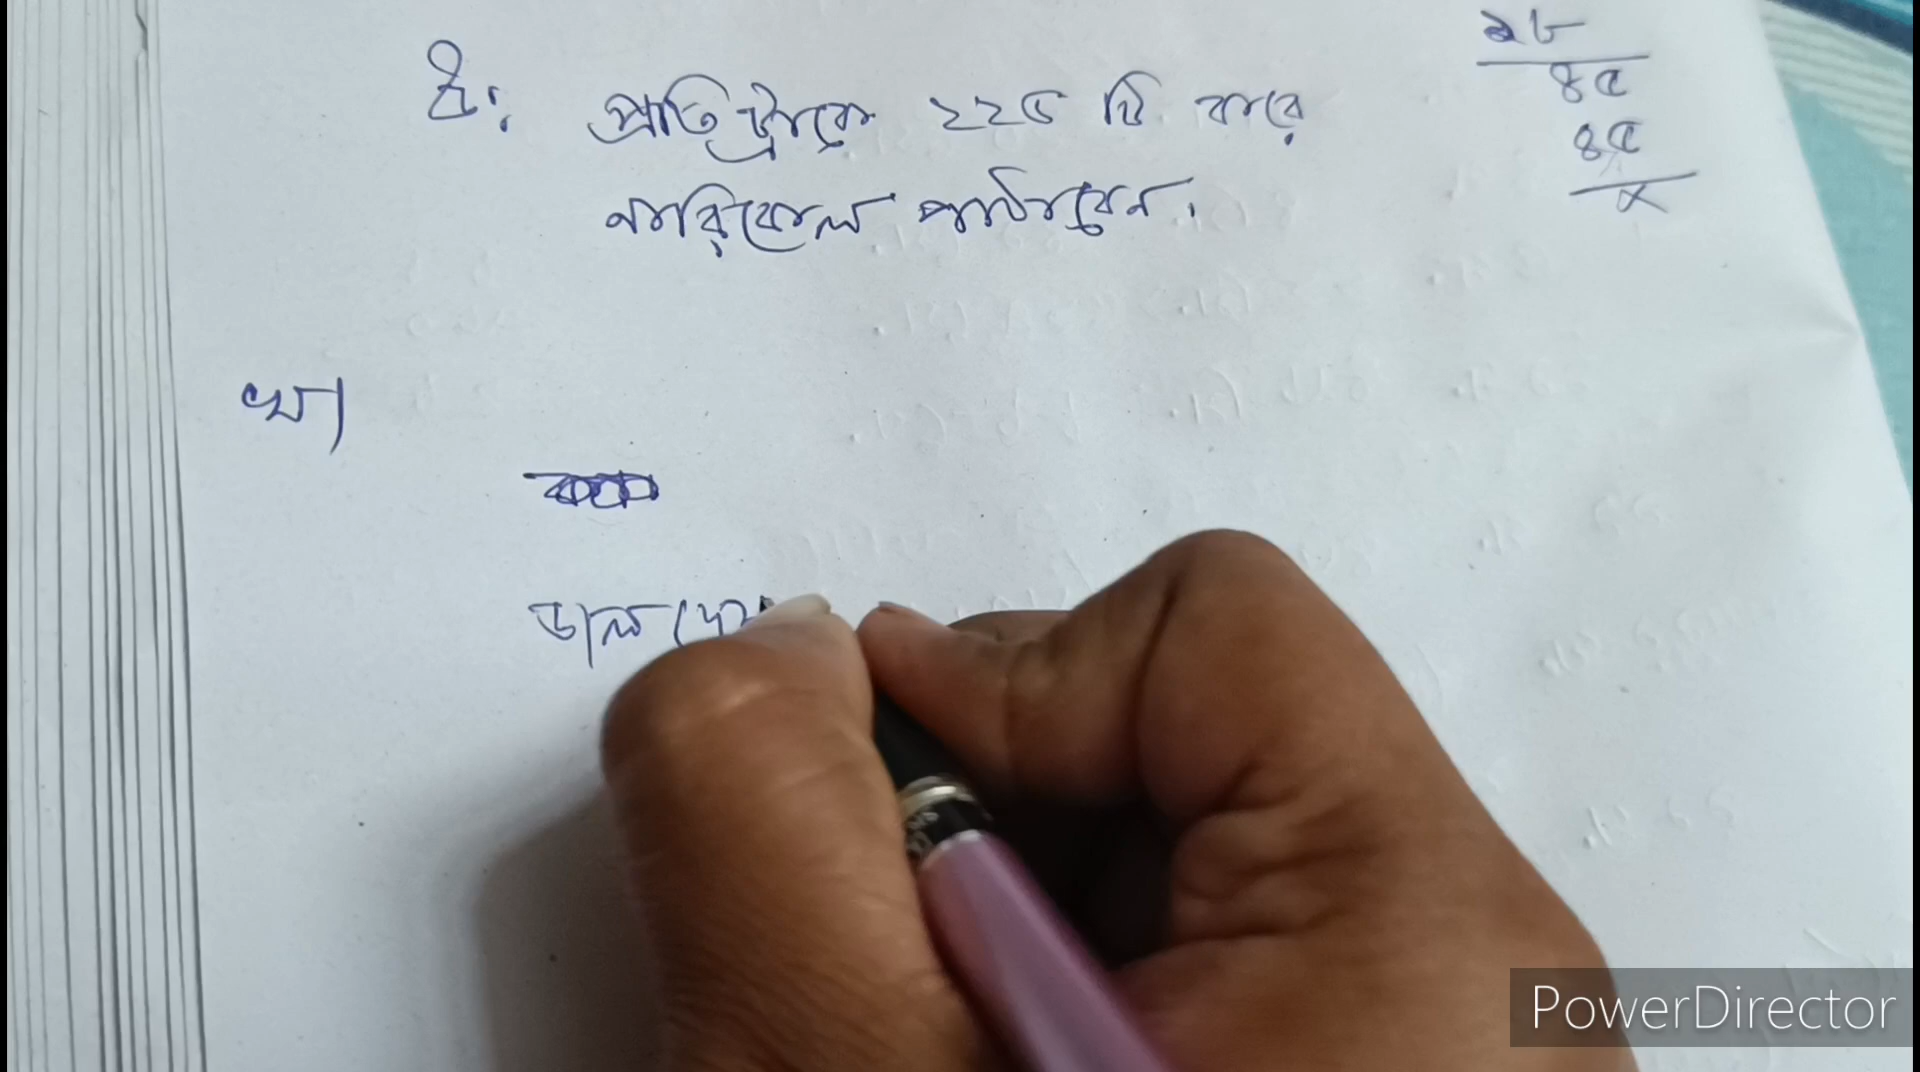 উঃ প্রতি ট্রাকে ২২৫ টি করে
নারিকেল পাঠাবেন।
১৮
৪৫
৪৫
×
খ)
ডাল
PowerDirector